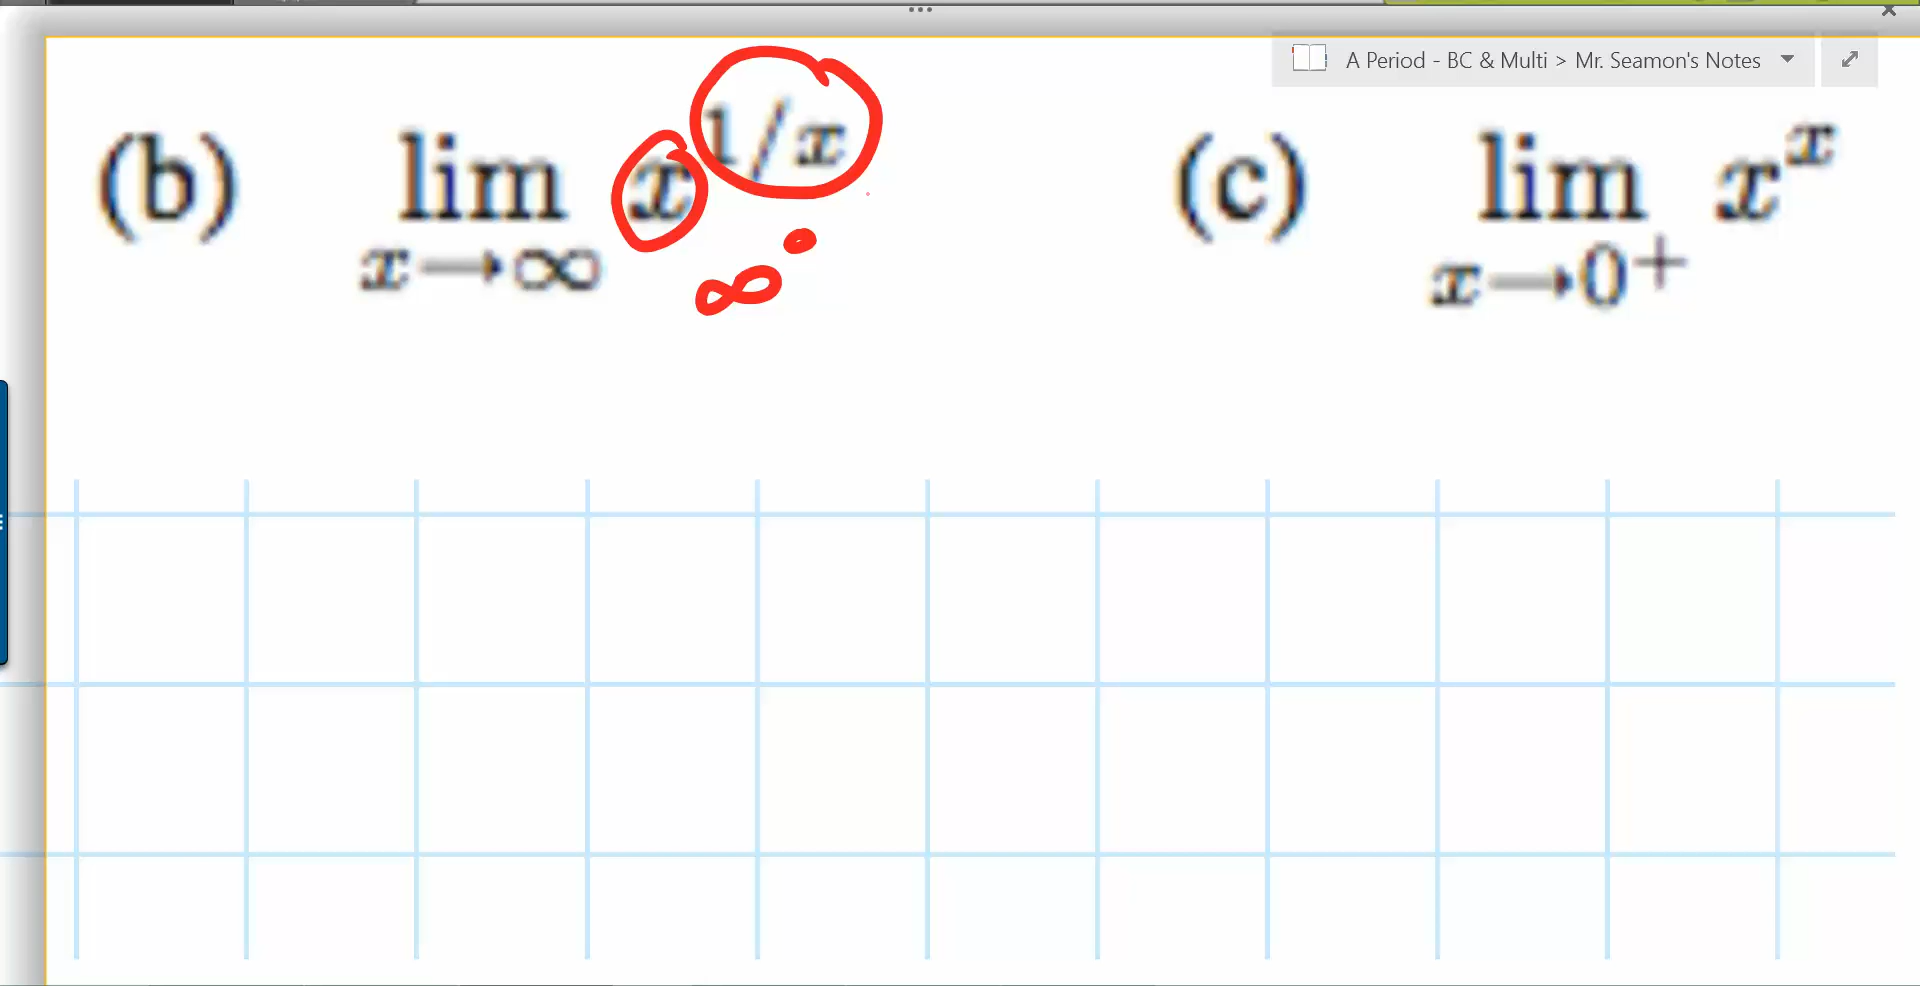 A Period - BC & Multi > Mr. Seamon's Notes
(b) lim x→∞ x^{1/x}
∞^0
(c) lim x→0⁺ x^x